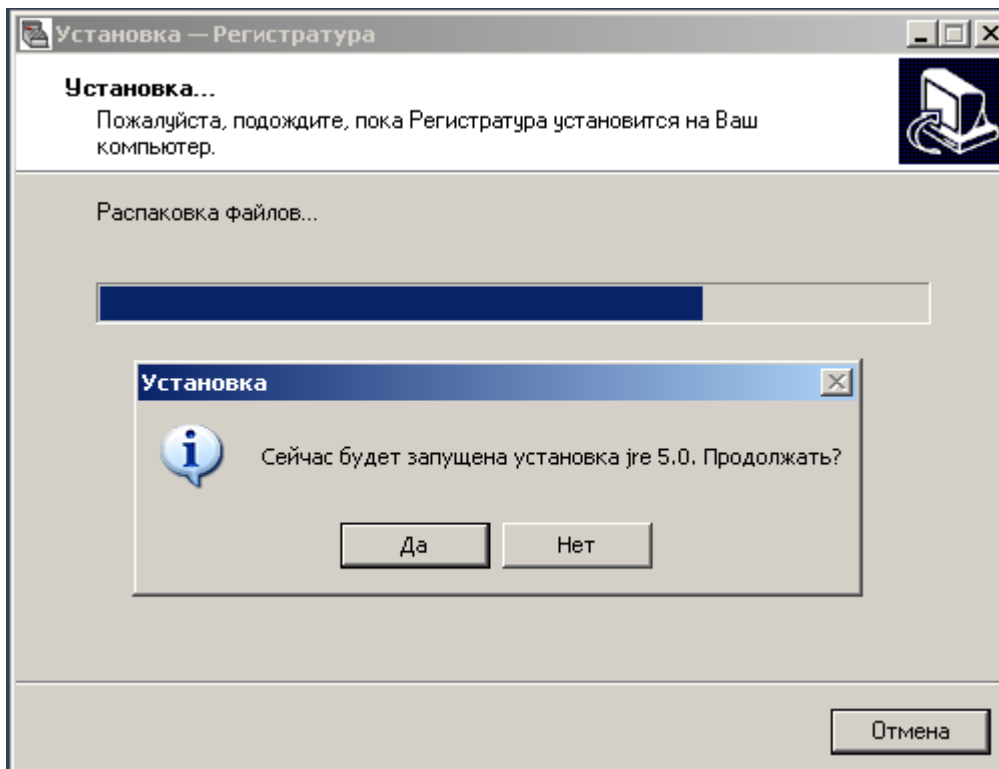 Установка — Регистратура
Установка...
Пожалуйста, подождите, пока Регистратура установится на Ваш
компьютер.
Распаковка файлов...
Установка
Сейчас будет запущена установка jre 5.0. Продолжать?
Да
Нет
Отмена